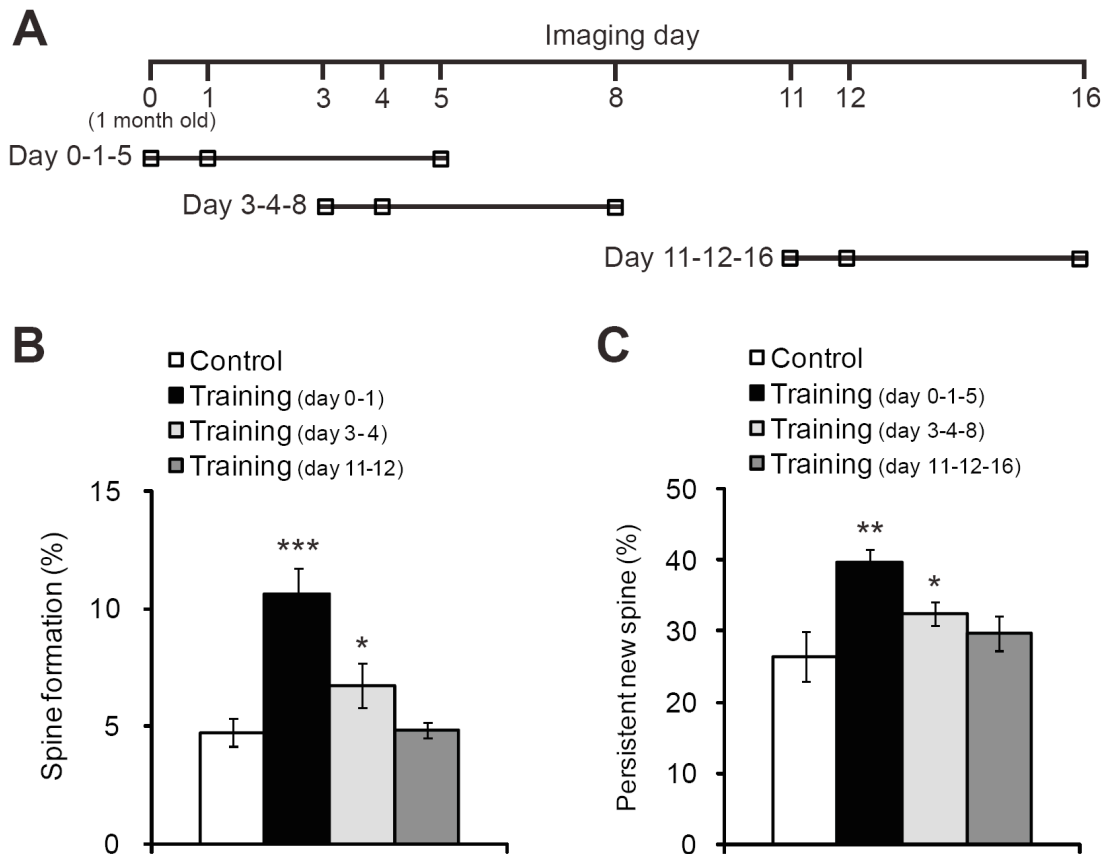 A
Imaging day
0 1 3 4 5 8 11 12 16
(1 month old)
Day 0-1-5
Day 3-4-8
Day 11-12-16
B
Control
Training (day 0-1)
Training (day 3-4)
Training (day 11-12)
15
10
5
0
Spine formation (%)
***
*
C
Control
Training (day 0-1-5)
Training (day 3-4-8)
Training (day 11-12-16)
50
40
30
20
10
0
Persistent new spine (%)
**
*